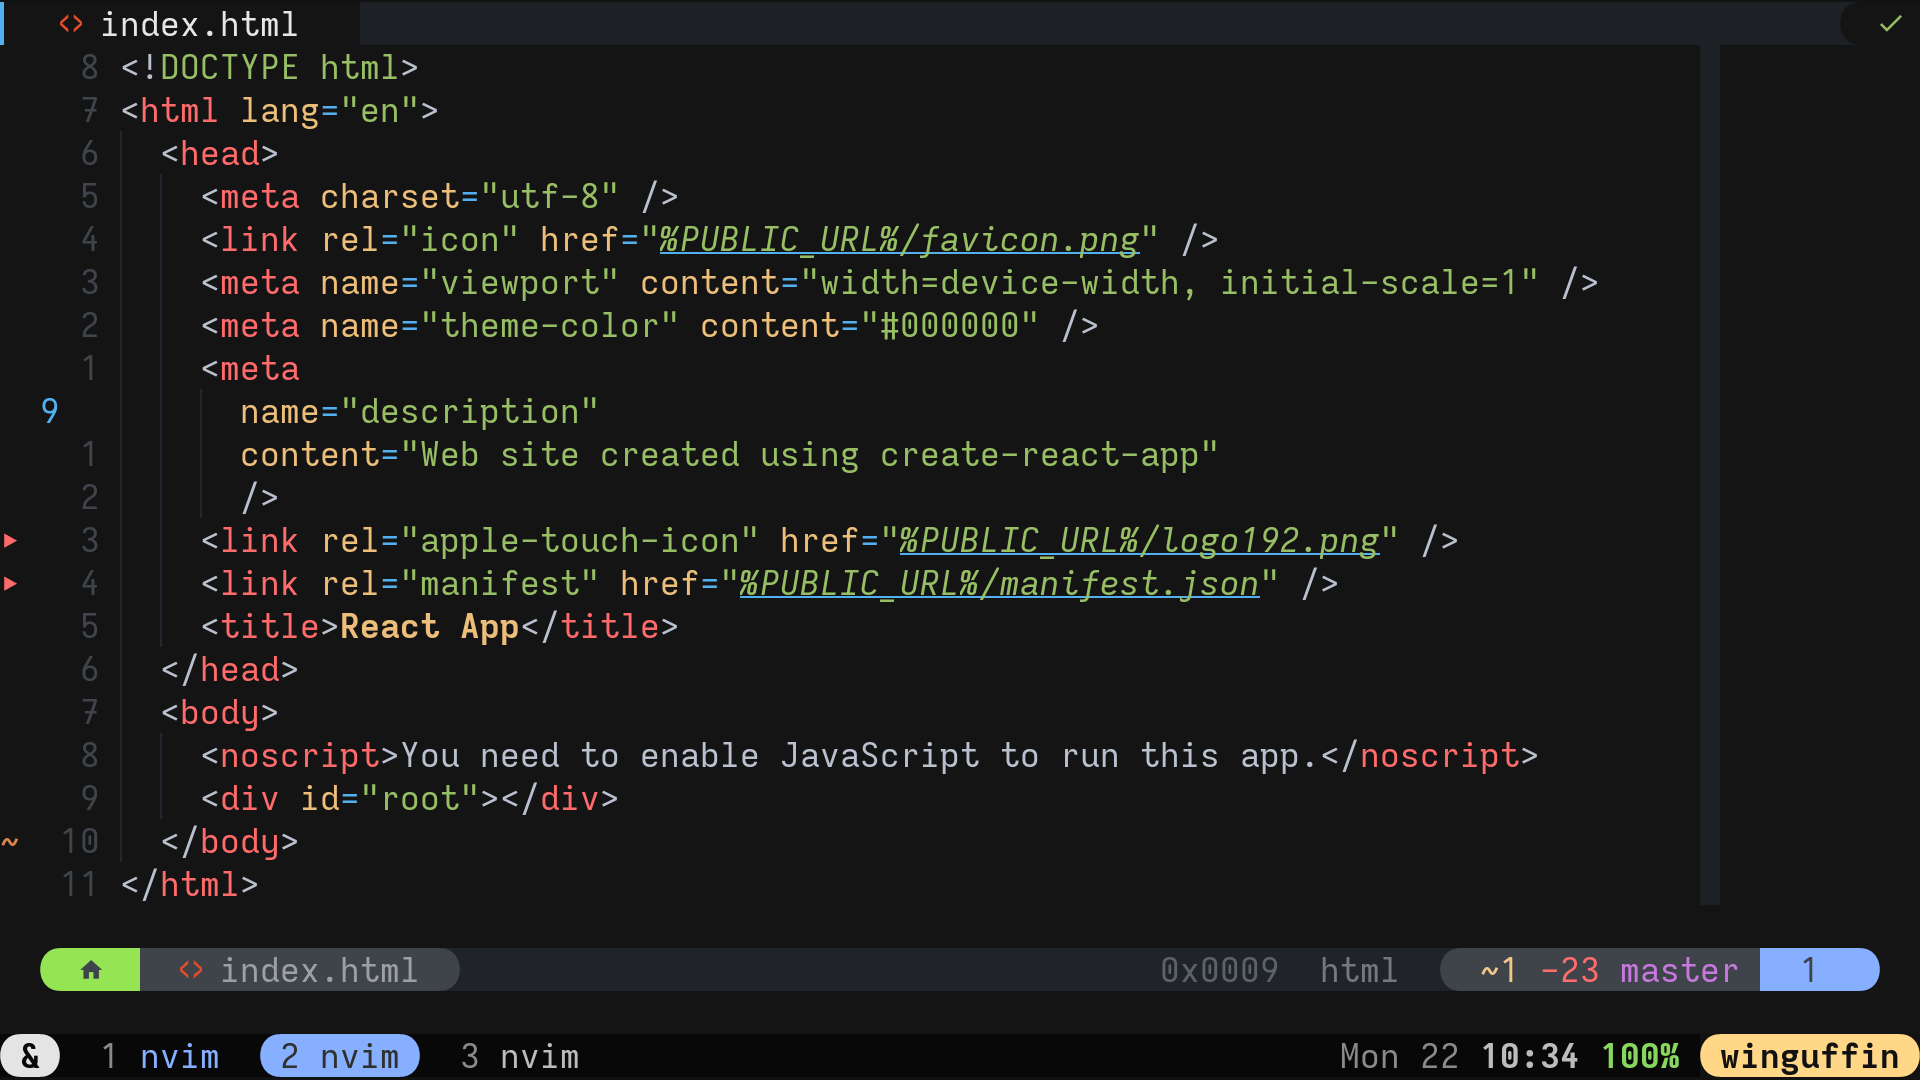 <> index.html ✓
8 <!DOCTYPE html>
7 <html lang="en">
6 <head>
5 <meta charset="utf-8" />
4 <link rel="icon" href="%PUBLIC_URL%/favicon.png" />
3 <meta name="viewport" content="width=device-width, initial-scale=1" />
2 <meta name="theme-color" content="#000000" />
1 <meta
9 name="description"
1 content="Web site created using create-react-app"
2 />
3 <link rel="apple-touch-icon" href="%PUBLIC_URL%/logo192.png" />
4 <link rel="manifest" href="%PUBLIC_URL%/manifest.json" />
5 <title>React App</title>
6 </head>
7 <body>
8 <noscript>You need to enable JavaScript to run this app.</noscript>
9 <div id="root"></div>
~ 10 </body>
11 </html>
<> index.html 0x0009 html ~1 -23 master 1
& 1 nvim 2 nvim 3 nvim Mon 22 10:34 100% winguffin